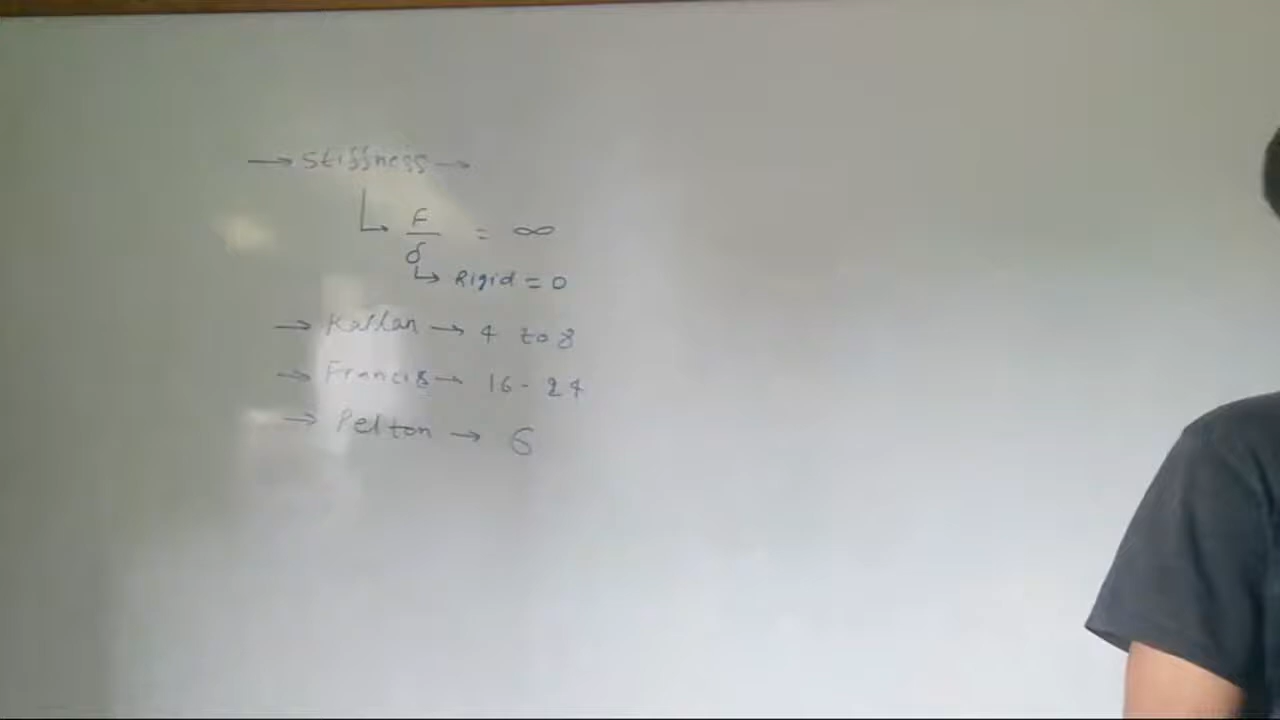 → Stiffness →
F/δ = ∞
↳ Rigid = 0
→ Kaplan → 4 to 8
→ Francis → 16 - 24
→ Pelton → 6